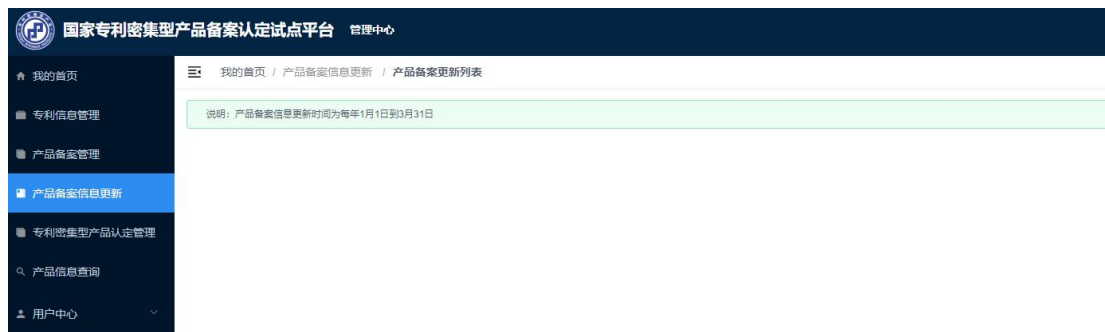 国家专利密集型产品备案认定试点平台 管理中心
我的首页
专利信息管理
产品备案管理
产品备案信息更新
专利密集型产品认定管理
产品信息查询
用户中心
我的首页 / 产品备案信息更新 / 产品备案更新列表
说明：产品备案信息更新时间为每年1月1日到3月31日